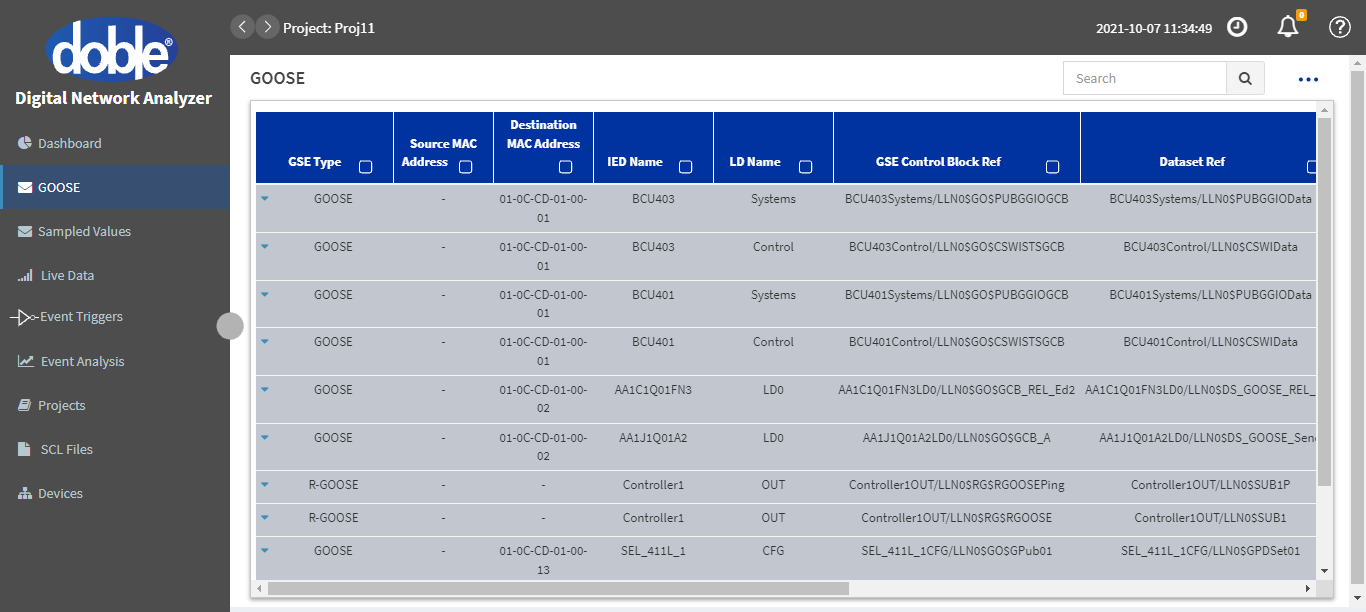 doble®
Digital Network Analyzer
Dashboard
GOOSE
Sampled Values
Live Data
Event Triggers
Event Analysis
Projects
SCL Files
Devices
Project: Proj11
2021-10-07 11:34:49
0
GOOSE
Search
GSE Type
Source MAC
Address
Destination
MAC Address
IED Name
LD Name
GSE Control Block Ref
Dataset Ref
GOOSE - 01-0C-CD-01-00-01 BCU403 Systems BCU403Systems/LLN0$GO$PUBGGIOGCB BCU403Systems/LLN0$PUBGGIOData
GOOSE - 01-0C-CD-01-00-01 BCU403 Control BCU403Control/LLN0$GO$CSWISTSGCB BCU403Control/LLN0$CSWIData
GOOSE - 01-0C-CD-01-00-01 BCU401 Systems BCU401Systems/LLN0$GO$PUBGGIOGCB BCU401Systems/LLN0$PUBGGIOData
GOOSE - 01-0C-CD-01-00-01 BCU401 Control BCU401Control/LLN0$GO$CSWISTSGCB BCU401Control/LLN0$CSWIData
GOOSE - 01-0C-CD-01-00-02 AA1C1Q01FN3 LD0 AA1C1Q01FN3LD0/LLN0$GO$GCB_REL_Ed2 AA1C1Q01FN3LD0/LLN0$DS_GOOSE_REL_
GOOSE - 01-0C-CD-01-00-02 AA1J1Q01A2 LD0 AA1J1Q01A2LD0/LLN0$GO$GCB_A AA1J1Q01A2LD0/LLN0$DS_GOOSE_Sen
R-GOOSE - - Controller1 OUT Controller1OUT/LLN0$RG$RGOOSEPing Controller1OUT/LLN0$SUB1P
R-GOOSE - - Controller1 OUT Controller1OUT/LLN0$RG$RGOOSE Controller1OUT/LLN0$SUB1
GOOSE - 01-0C-CD-01-00-13 SEL_411L_1 CFG SEL_411L_1CFG/LLN0$GO$GPub01 SEL_411L_1CFG/LLN0$GPDSet01